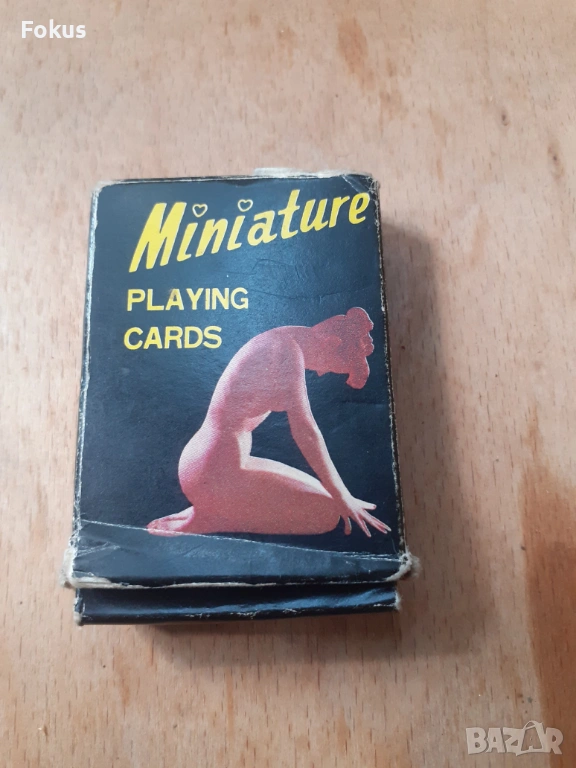 Fokus
Miniature
PLAYING
CARDS
BAZAR